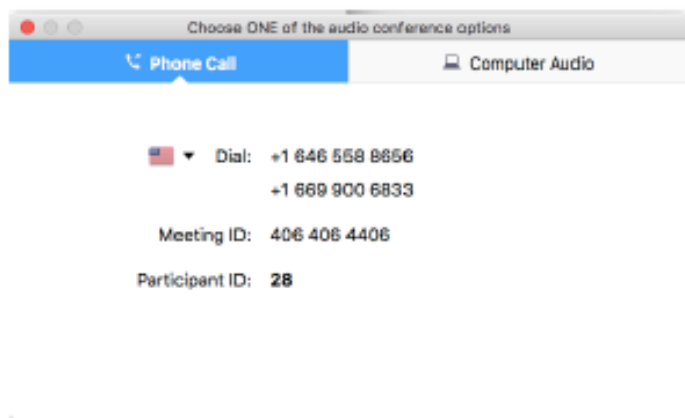 Choose ONE of the audio conference options
Phone Call
Computer Audio
Dial: +1 646 558 8656
+1 669 900 6833
Meeting ID: 406 406 4406
Participant ID: 28